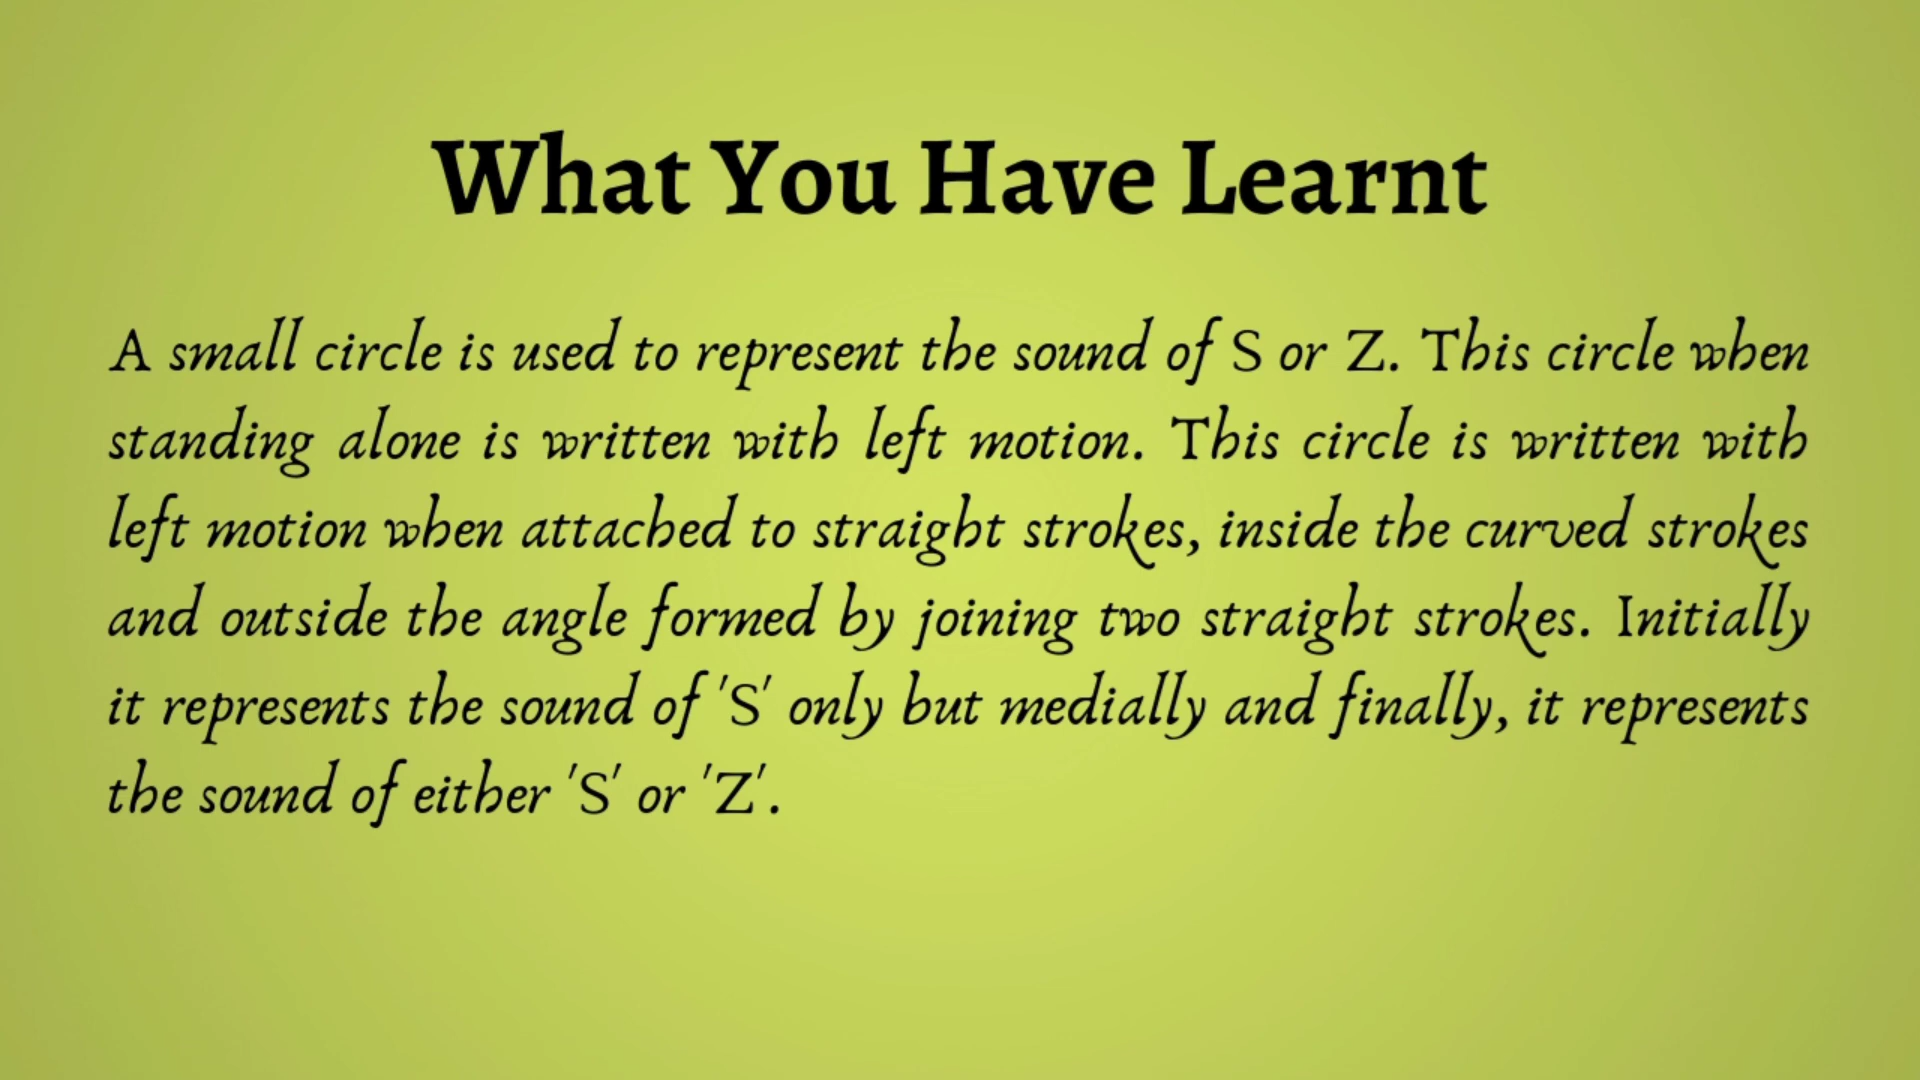 What You Have Learnt
A small circle is used to represent the sound of S or Z. This circle when
standing alone is written with left motion. This circle is written with
left motion when attached to straight strokes, inside the curved strokes
and outside the angle formed by joining two straight strokes. Initially
it represents the sound of 'S' only but medially and finally, it represents
the sound of either 'S' or 'Z'.